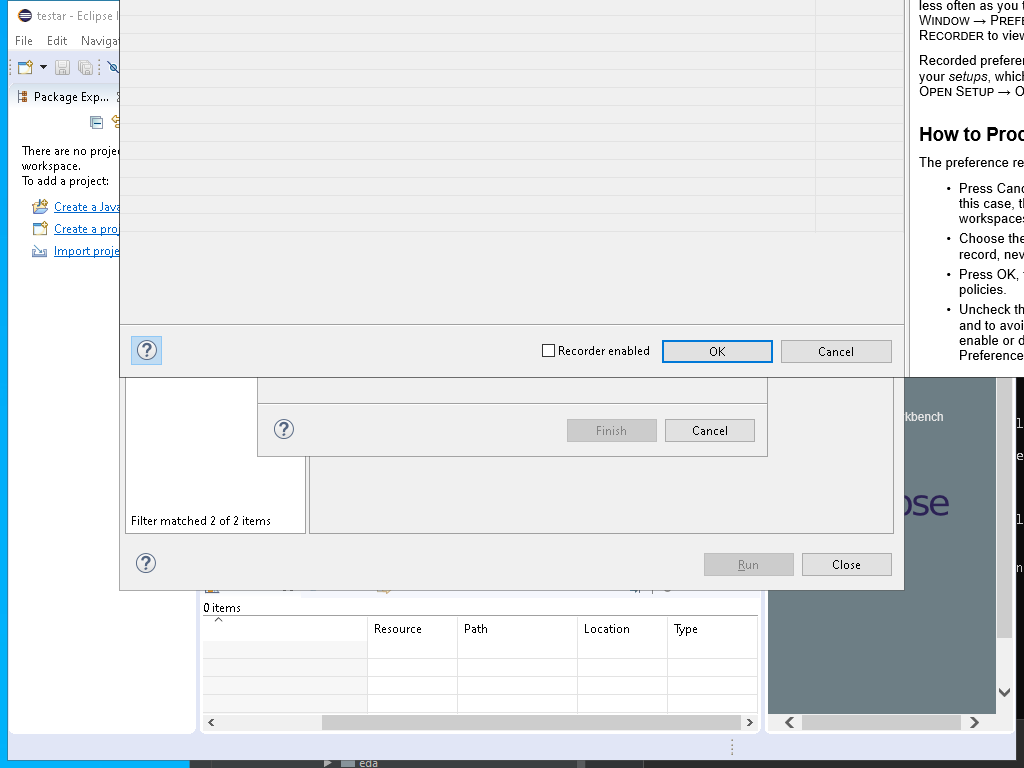 testar - Eclipse I
File Edit Naviga
Package Exp...
There are no proje
workspace.
To add a project:
Create a Java
Create a pro
Import proje
less often as you t
WINDOW → PREFE
RECORDER to view
Recorded preferen
your setups, which
OPEN SETUP → O
How to Proc
The preference re
• Press Canc
this case, t
workspaces
• Choose the
record, nev
• Press OK, t
policies.
• Uncheck th
and to avoi
enable or d
Preference
Recorder enabled
OK
Cancel
Finish
Cancel
Filter matched 2 of 2 items
Run
Close
kbench
ose
0 items
Resource Path Location Type
eda